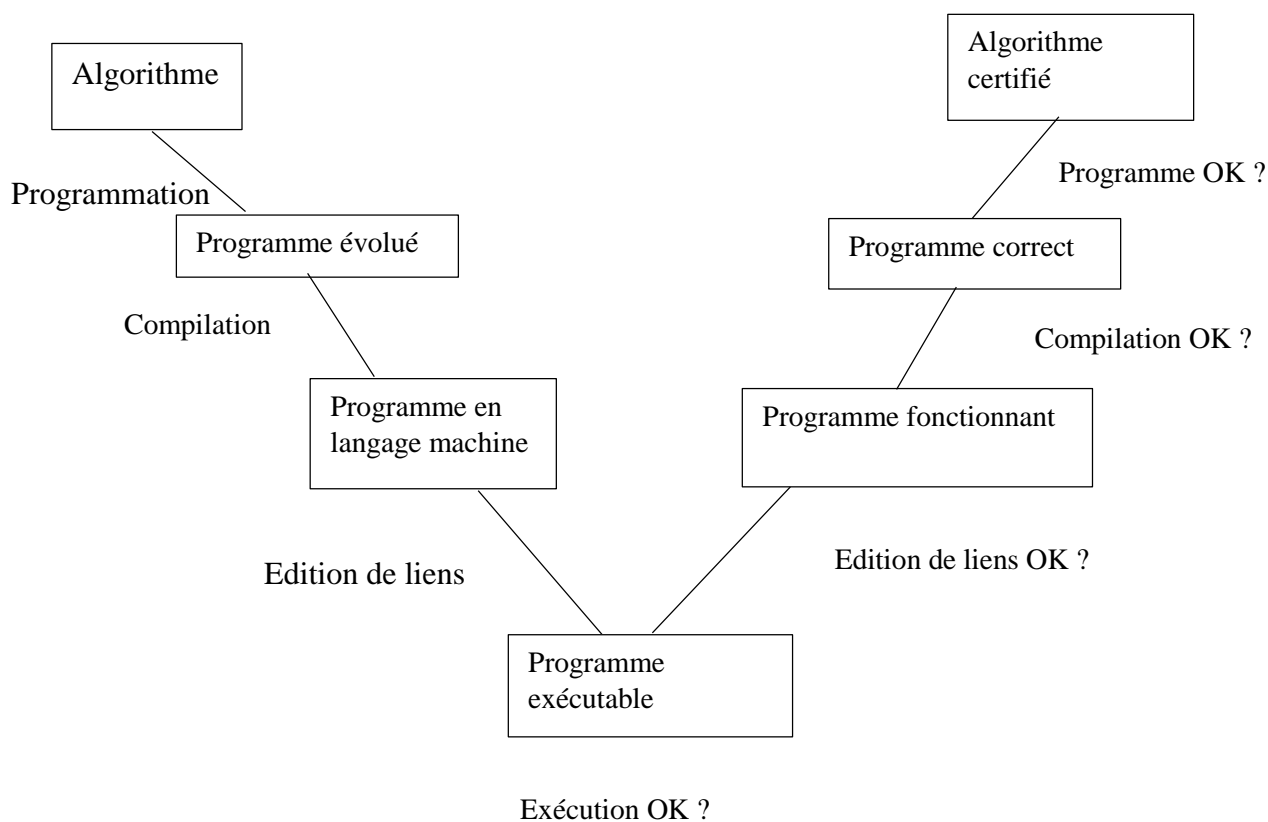 Algorithme
Algorithme
certifié
Programmation
Programme OK ?
Programme évolué
Programme correct
Compilation
Compilation OK ?
Programme en
langage machine
Programme fonctionnant
Edition de liens
Edition de liens OK ?
Programme
exécutable
Exécution OK ?